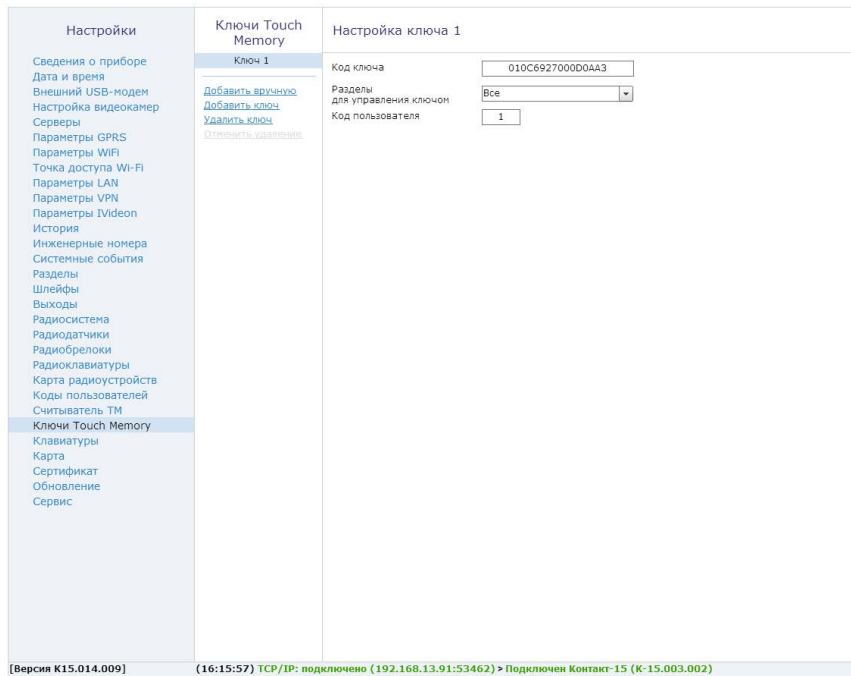 Настройки
Сведения о приборе
Дата и время
Внешний USB-модем
Настройка видеокамер
Серверы
Параметры GPRS
Параметры WiFi
Точка доступа Wi-Fi
Параметры LAN
Параметры VPN
Параметры IVideon
История
Инженерные номера
Системные события
Разделы
Шлейфы
Выходы
Радиосистема
Радиодатчики
Радиобрелоки
Радиоклавиатуры
Карта радиоустройств
Коды пользователей
Считыватель ТМ
Ключи Touch Memory
Клавиатуры
Карта
Сертификат
Обновление
Сервис
Ключи Touch
Memory
Ключ 1
Добавить вручную
Добавить ключ
Удалить ключ
Отменить удаление
Настройка ключа 1
Код ключа 010C6927000D0AA3
Разделы
для управления ключом Все
Код пользователя 1
[Версия К15.014.009] (16:15:57) TCP/IP: подключено (192.168.13.91:53462) > Подключен Контакт-15 (К-15.003.002)